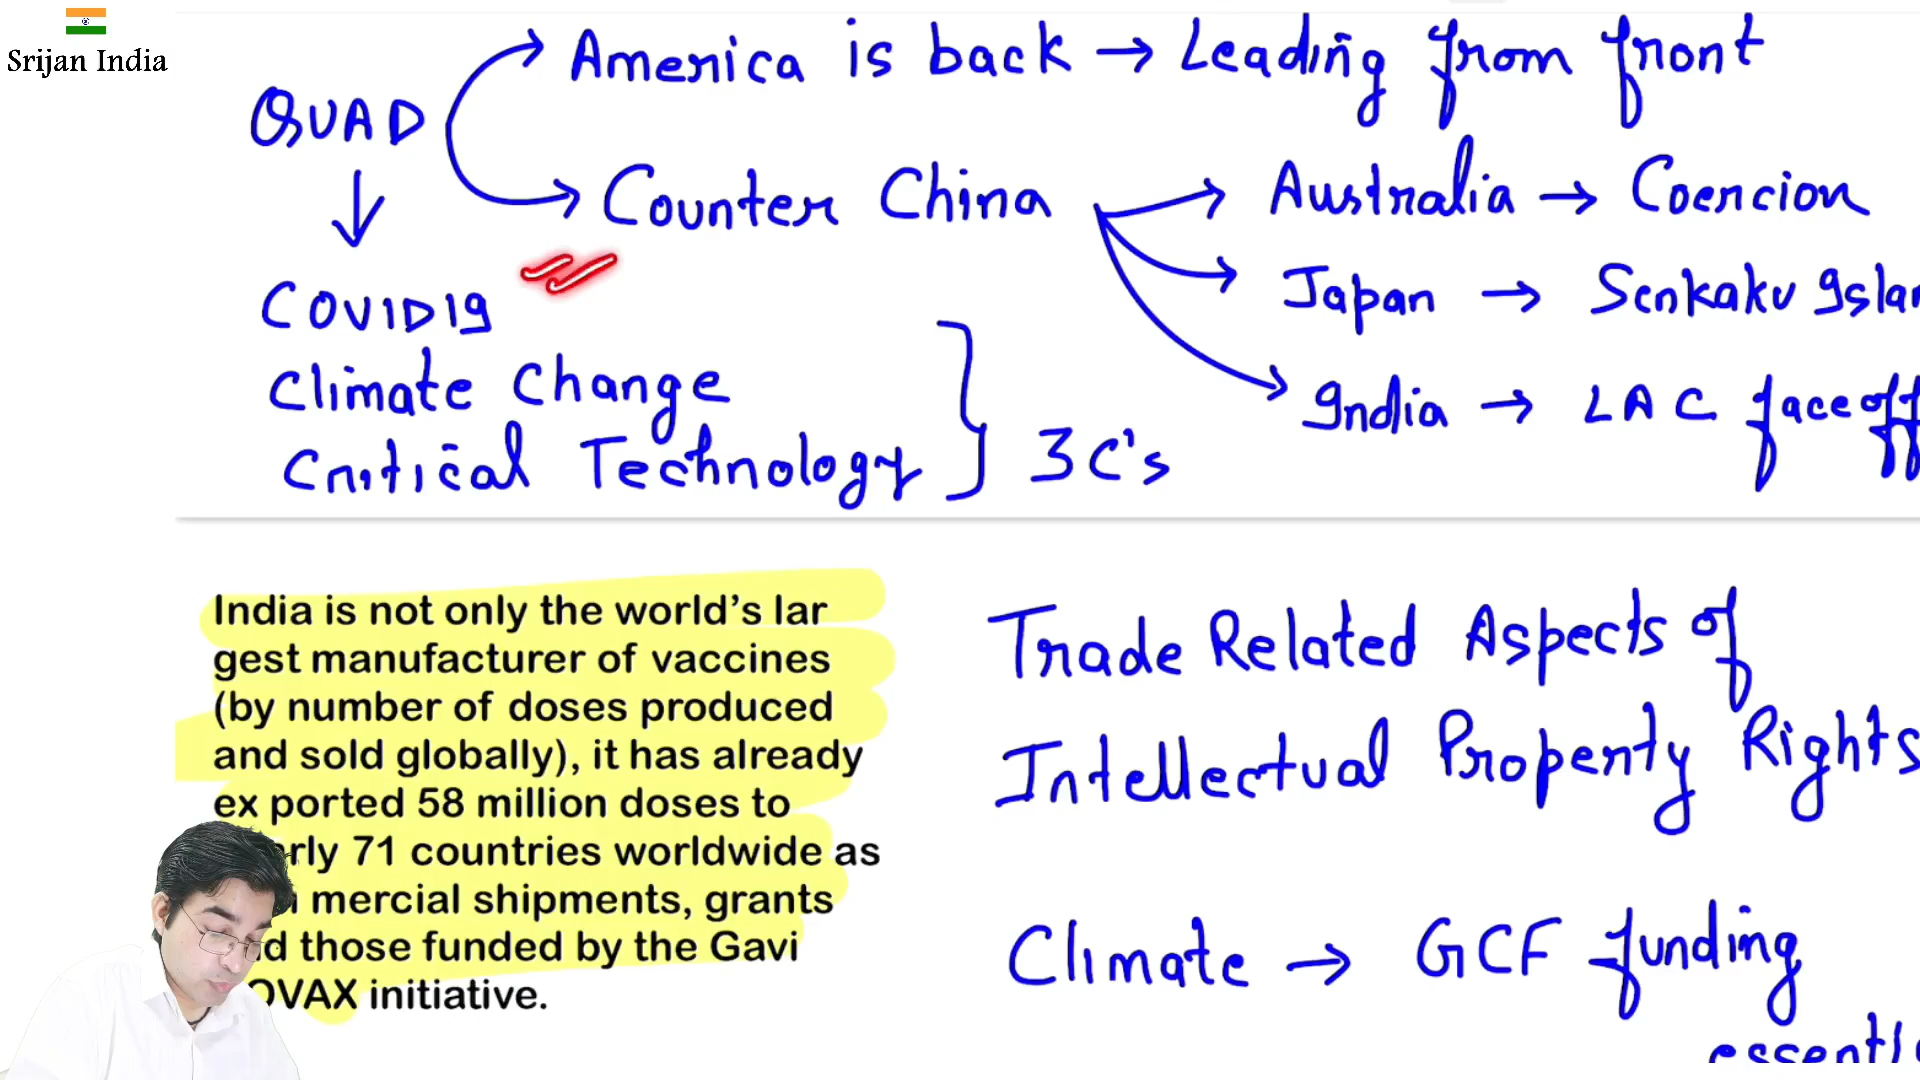 Srijan India
America is back → Leading from front
QUAD
Counter China
Australia → Coercion
Japan → Senkaku
India → LAC faceoff
COVID19
Climate Change
Critical Technology
3 C's
India is not only the world's lar
gest manufacturer of vaccines
(by number of doses produced
and sold globally), it has already
ex ported 58 million doses to
71 countries worldwide as
mercial shipments, grants
those funded by the Gavi
initiative.
Trade Related Aspects of
Intellectual Property Rights
Climate → GCF funding